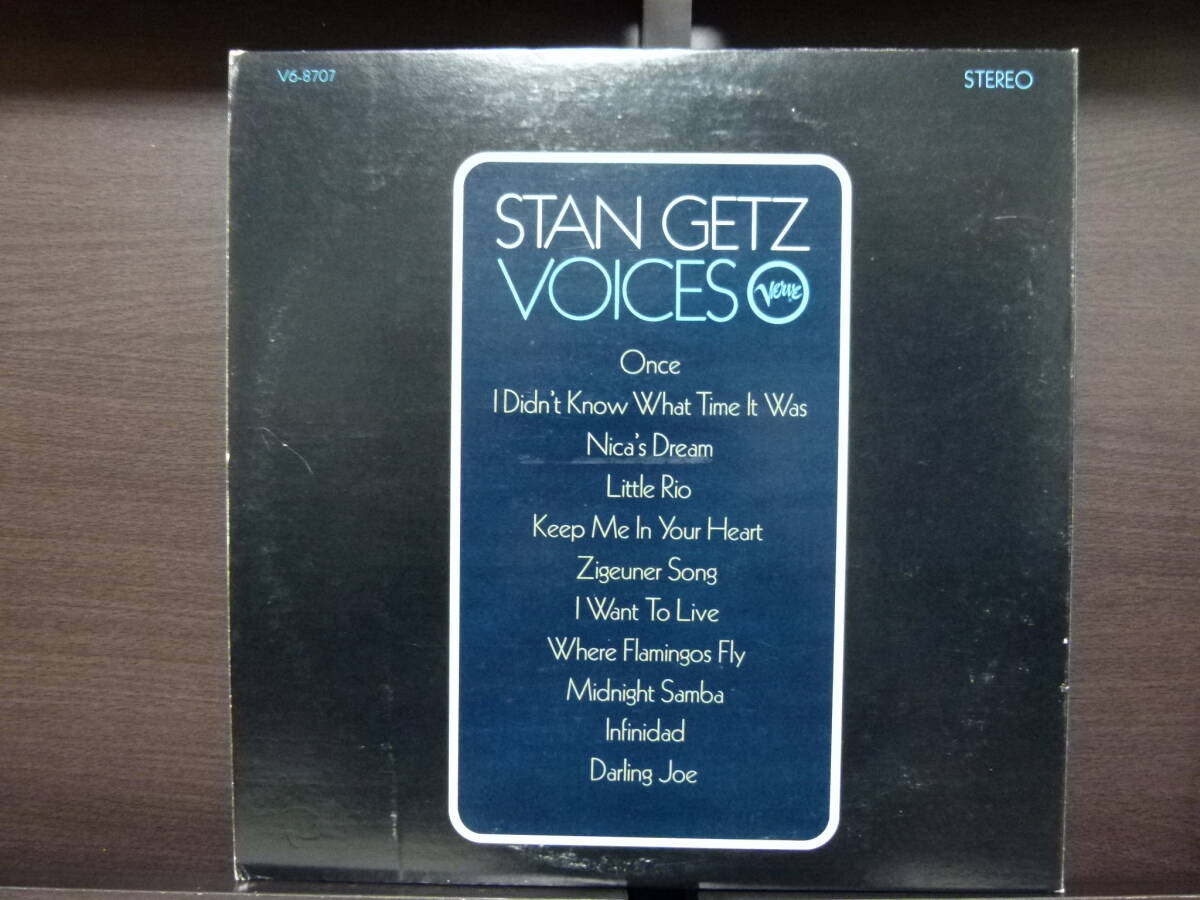 V6-8707
STEREO
STAN GETZ
VOICES Verve
Once
I Didn't Know What Time It Was
Nica's Dream
Little Rio
Keep Me In Your Heart
Zigeuner Song
I Want To Live
Where Flamingos Fly
Midnight Samba
Infinidad
Darling Joe